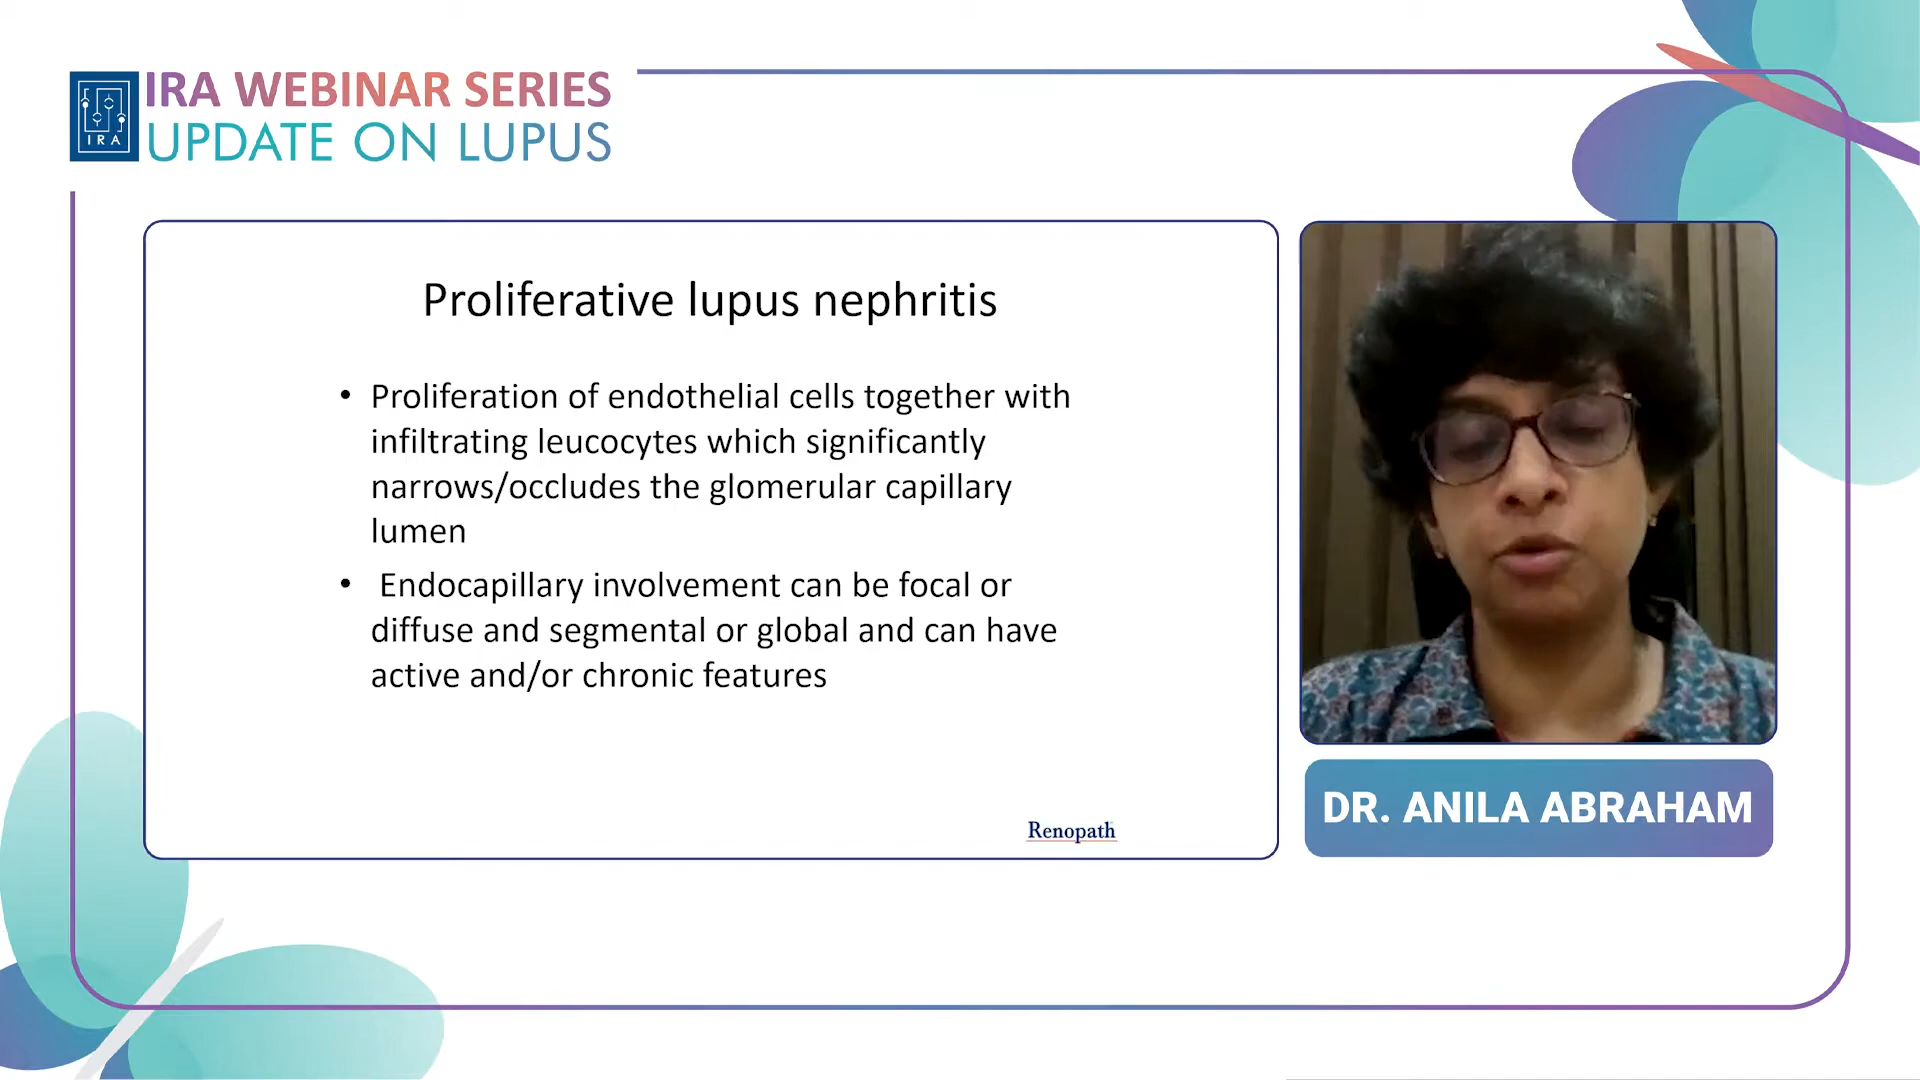 IRA WEBINAR SERIES
UPDATE ON LUPUS
IRA
Proliferative lupus nephritis
• Proliferation of endothelial cells together with
infiltrating leucocytes which significantly
narrows/occludes the glomerular capillary
lumen
• Endocapillary involvement can be focal or
diffuse and segmental or global and can have
active and/or chronic features
Renopath
DR. ANILA ABRAHAM